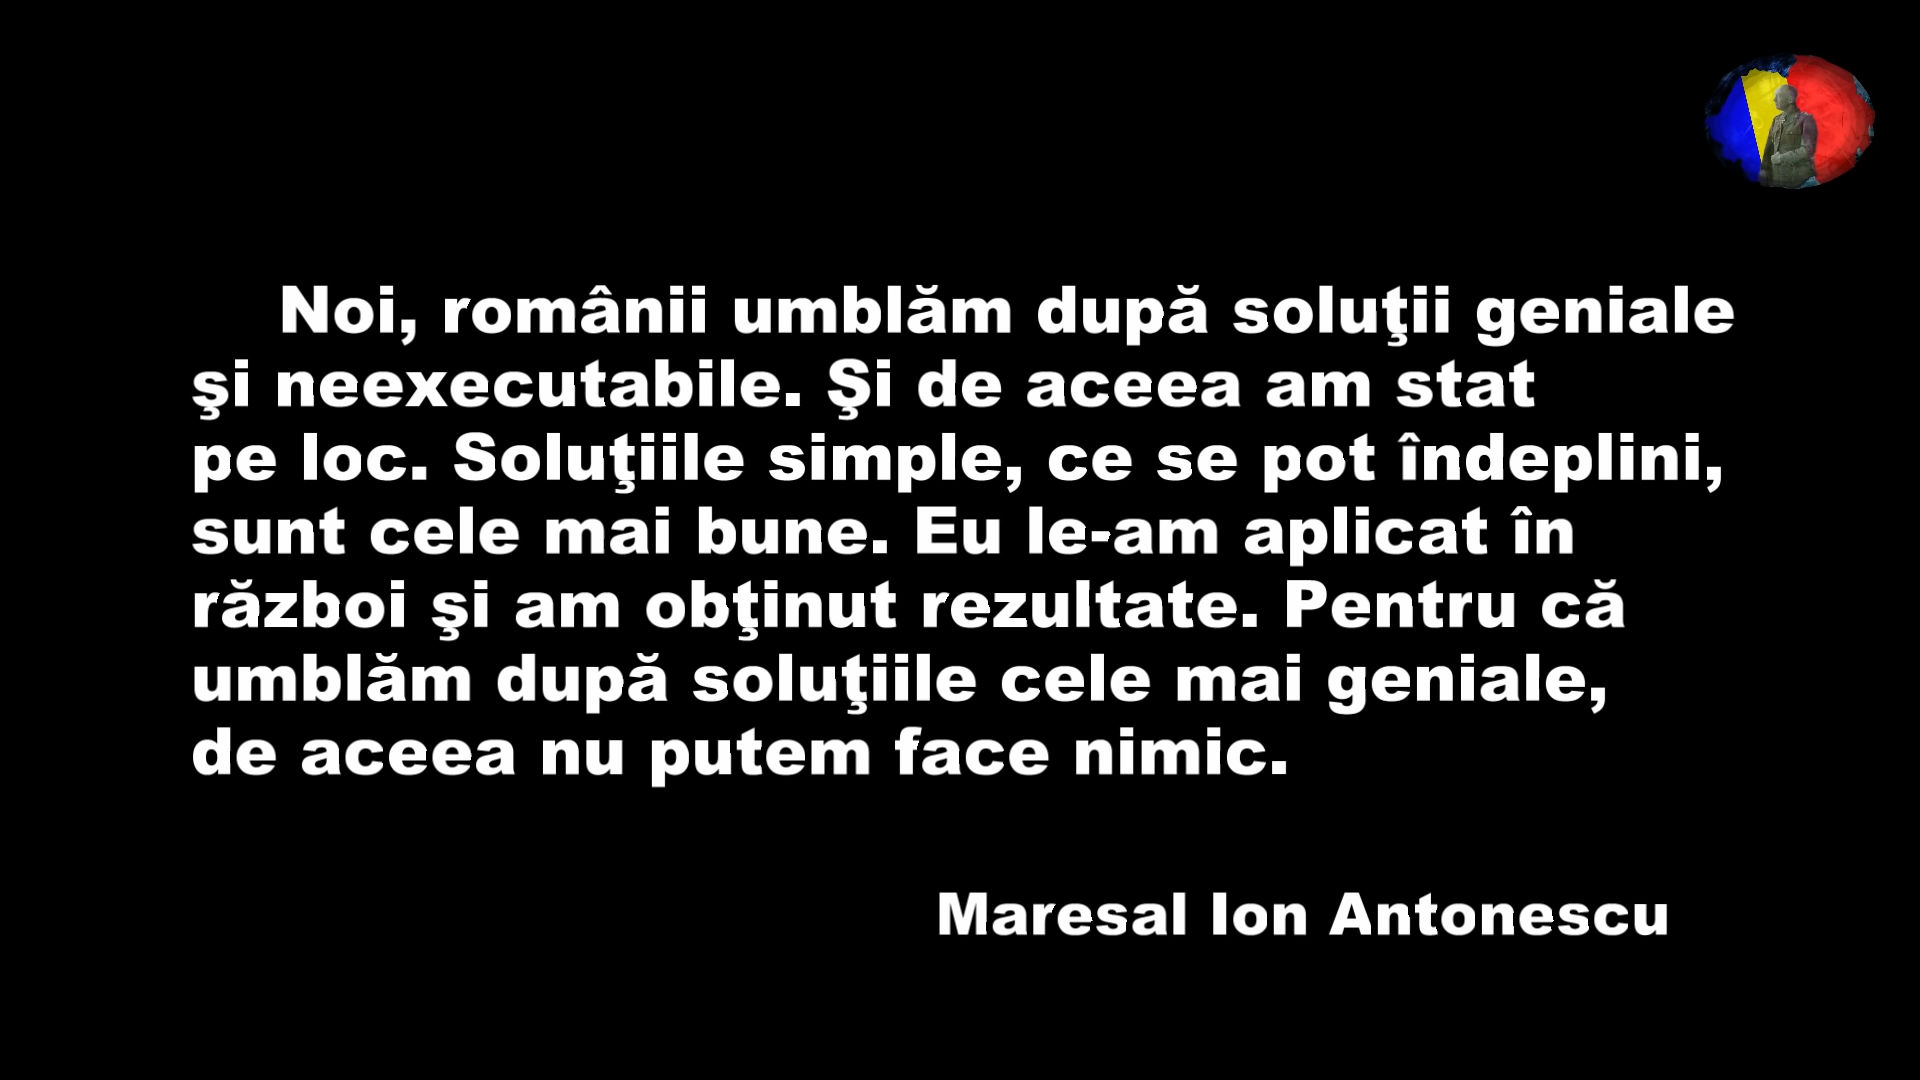 Noi, românii umblăm după soluţii geniale
şi neexecutabile. Şi de aceea am stat
pe loc. Soluţiile simple, ce se pot îndeplini,
sunt cele mai bune. Eu le-am aplicat în
război şi am obţinut rezultate. Pentru că
umblăm după soluţiile cele mai geniale,
de aceea nu putem face nimic.
Maresal Ion Antonescu